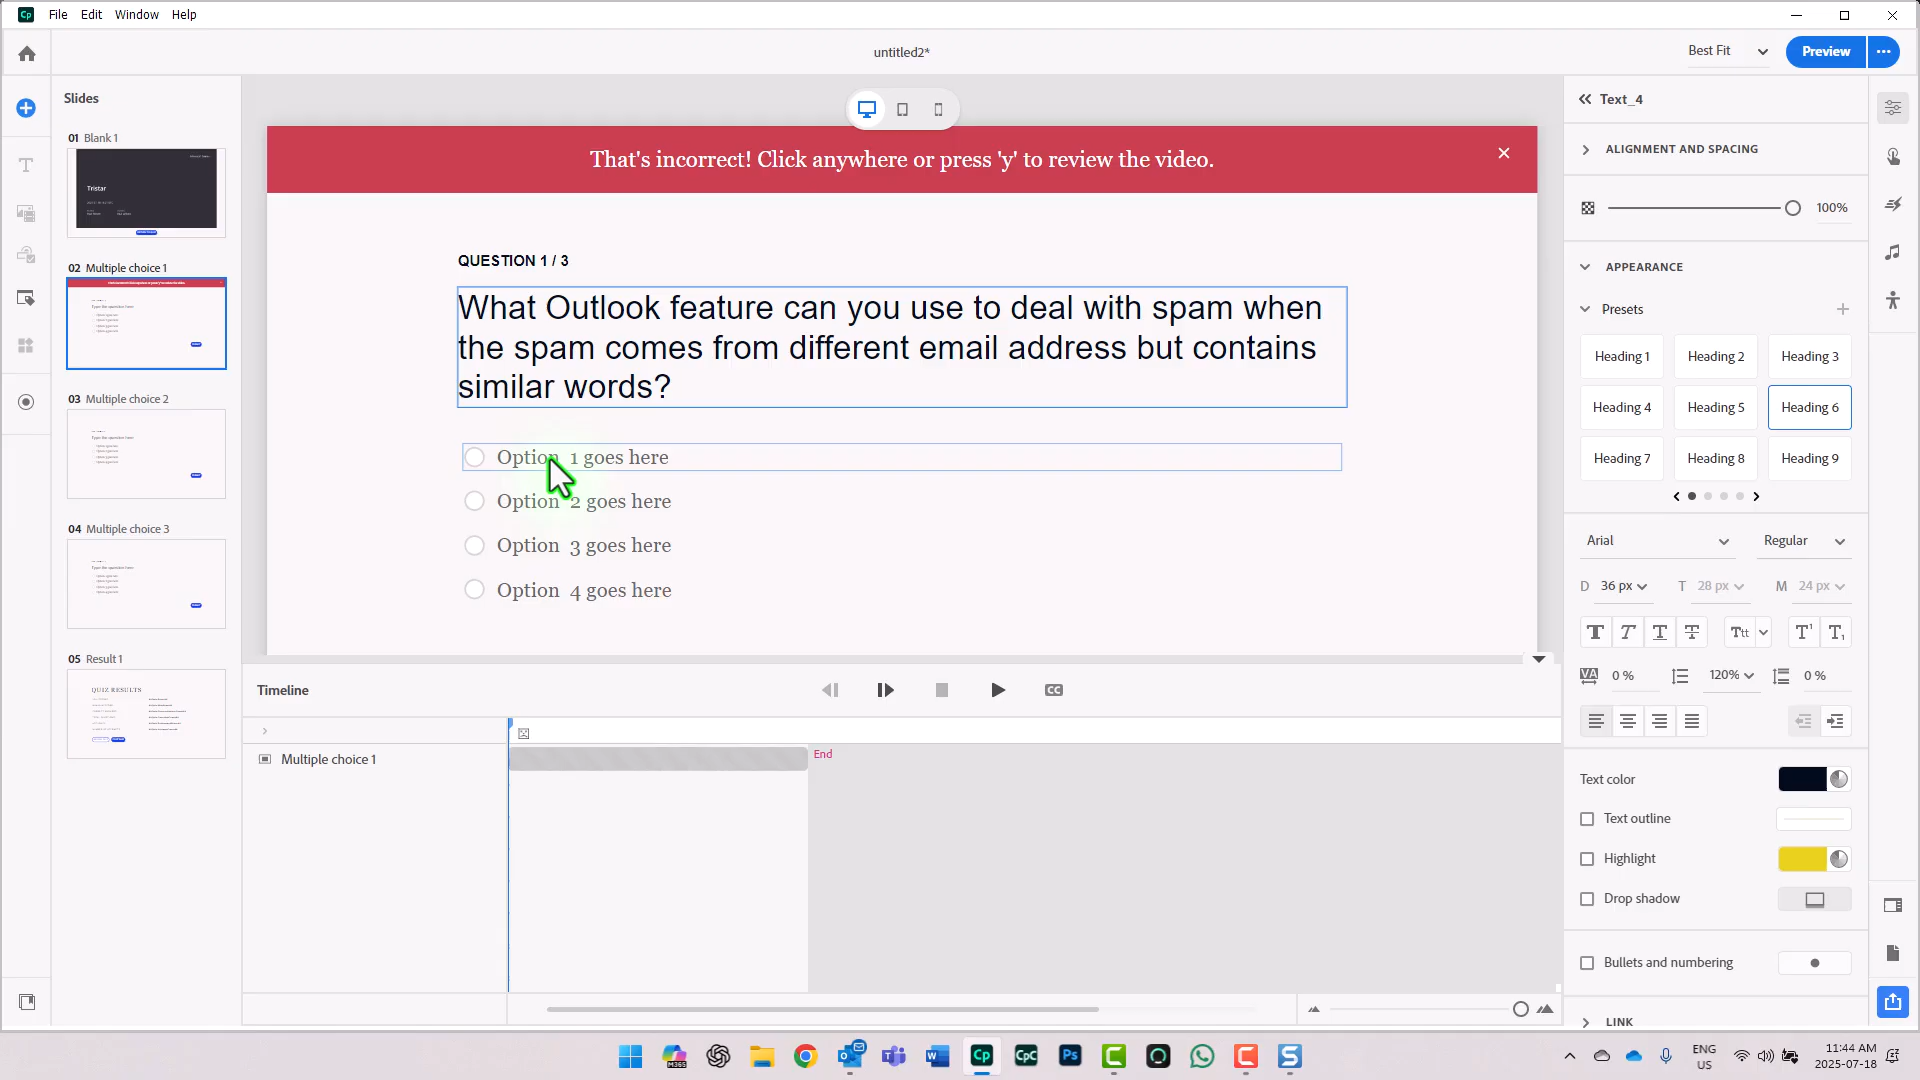 File Edit Window Help
untitled2*
Best Fit
Preview
Slides
01 Blank 1
Tristar
02 Multiple choice 1
03 Multiple choice 2
04 Multiple choice 3
05 Result 1
QUIZ RESULTS
That's incorrect! Click anywhere or press 'y' to review the video.
QUESTION 1 / 3
What Outlook feature can you use to deal with spam when
the spam comes from different email address but contains
similar words?
Option 1 goes here
Option 2 goes here
Option 3 goes here
Option 4 goes here
Timeline
CC
Multiple choice 1
End
Text_4
ALIGNMENT AND SPACING
100%
APPEARANCE
Presets
Heading 1 Heading 2 Heading 3
Heading 4 Heading 5 Heading 6
Heading 7 Heading 8 Heading 9
Arial Regular
D 36 px T 28 px M 24 px
0 % 120% 0 %
Text color
Text outline
Highlight
Drop shadow
Bullets and numbering
LINK
ENG
US
11:44 AM
2025-07-18